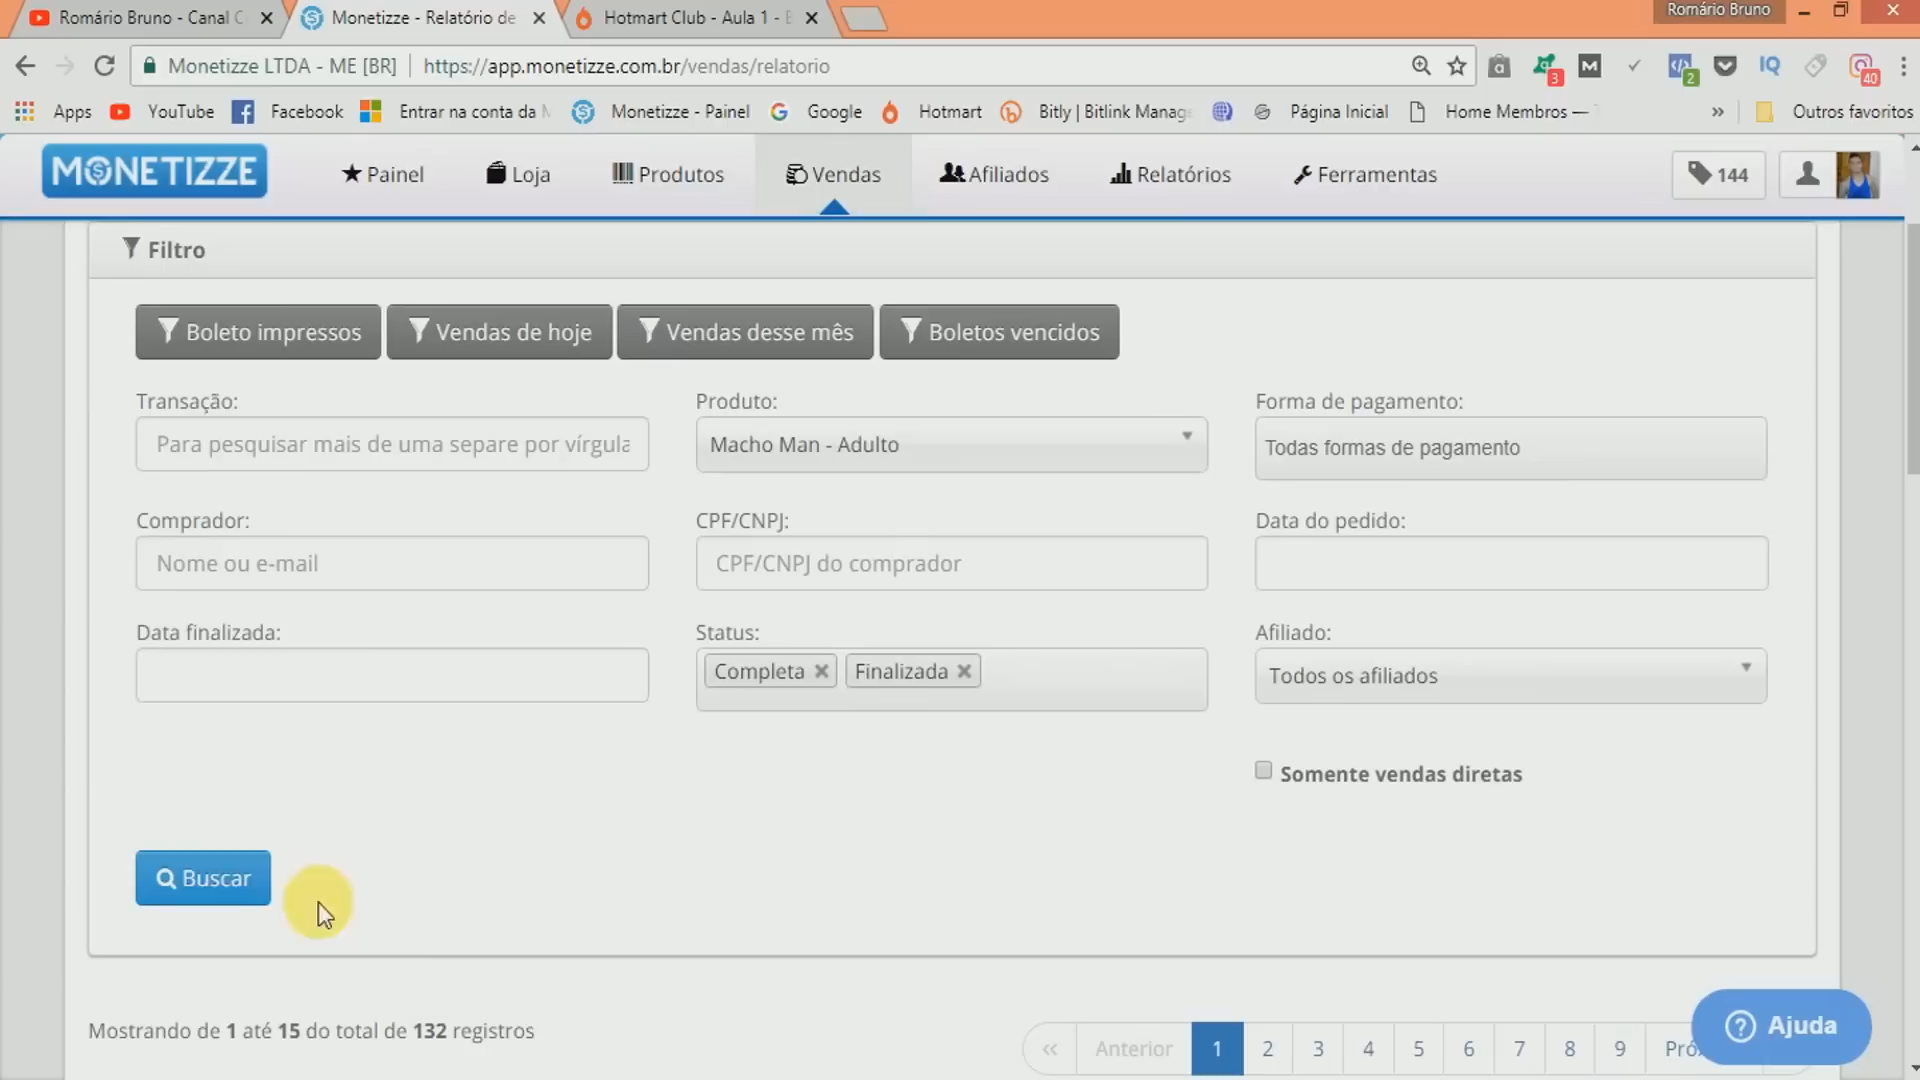 Romário Bruno - Canal C
Monetizze - Relatório de
Hotmart Club - Aula 1 - B
Romário Bruno
Monetizze LTDA - ME [BR]
https://app.monetizze.com.br/vendas/relatorio
a
3
M
2
IQ
40
Apps
YouTube
Facebook
Entrar na conta da M
Monetizze - Painel
Google
Hotmart
Bitly | Bitlink Manag
Página Inicial
Home Membros —
»
Outros favoritos
MONETIZZE
Painel
Loja
Produtos
Vendas
Afiliados
Relatórios
Ferramentas
144
Filtro
Boleto impressos
Vendas de hoje
Vendas desse mês
Boletos vencidos
Transação:
Produto:
Forma de pagamento:
Para pesquisar mais de uma separe por vírgula
Macho Man - Adulto
Todas formas de pagamento
Comprador:
CPF/CNPJ:
Data do pedido:
Nome ou e-mail
CPF/CNPJ do comprador
Data finalizada:
Status:
Afiliado:
Completa
Finalizada
Todos os afiliados
Somente vendas diretas
Buscar
Mostrando de 1 até 15 do total de 132 registros
«
Anterior
1
2
3
4
5
6
7
8
9
Pró
Ajuda